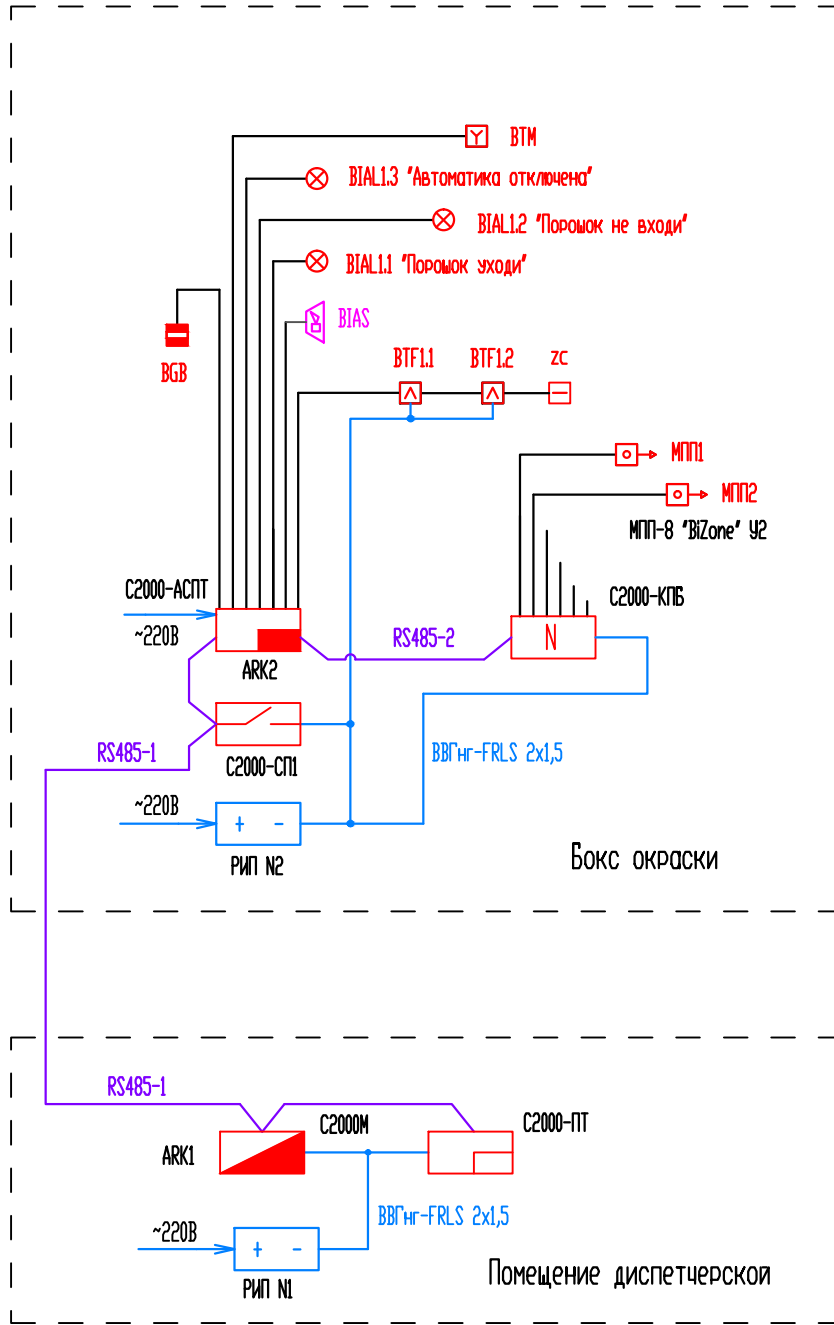 BTM
BIAL1.3 "Автоматика отключена"
BIAL1.2 "Порошок не входи"
BIAL1.1 "Порошок уходи"
BIAS
BGB
BTF1.1
BTF1.2
ZC
МПП1
МПП2
МПП-8 "BiZone" У2
С2000-АСПТ
~220В
ARK2
RS485-2
С2000-КПБ
N
RS485-1
С2000-СП1
ВВГнг-FRLS 2x1,5
~220В
+ -
РИП N2
Бокс окраски
RS485-1
С2000М
С2000-ПТ
ARK1
ВВГнг-FRLS 2x1,5
~220В
+ -
РИП N1
Помещение диспетчерской